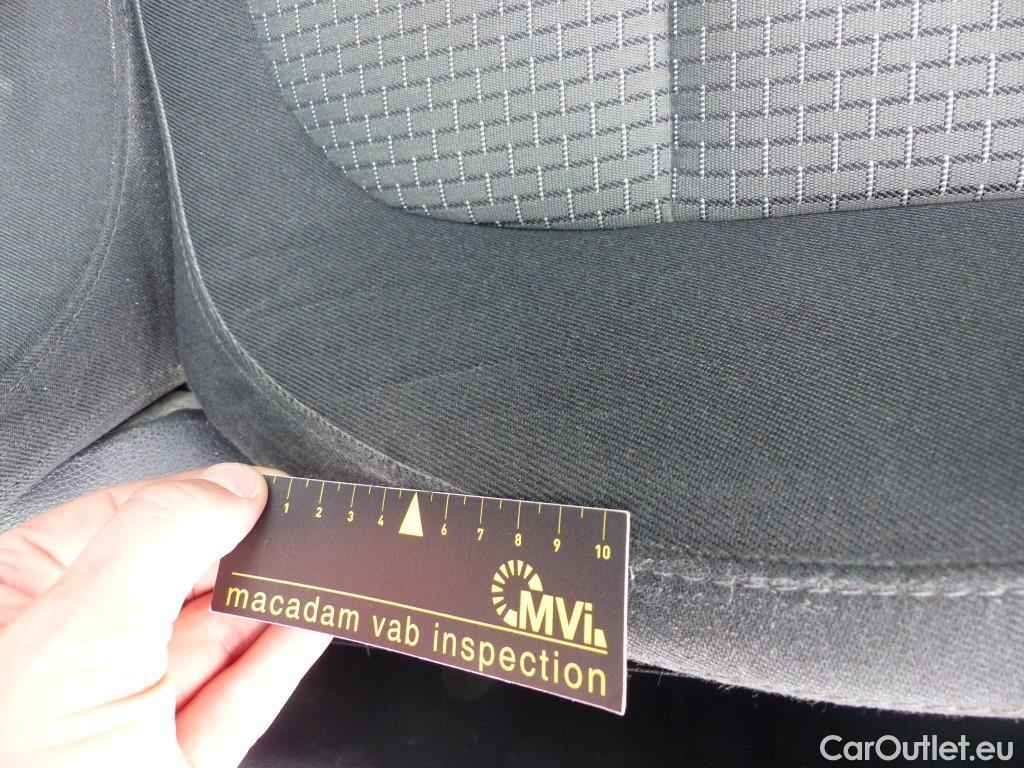 1 2 3 4 6 7 8 9 10
MVi
macadam vab inspection
CarOutlet.eu